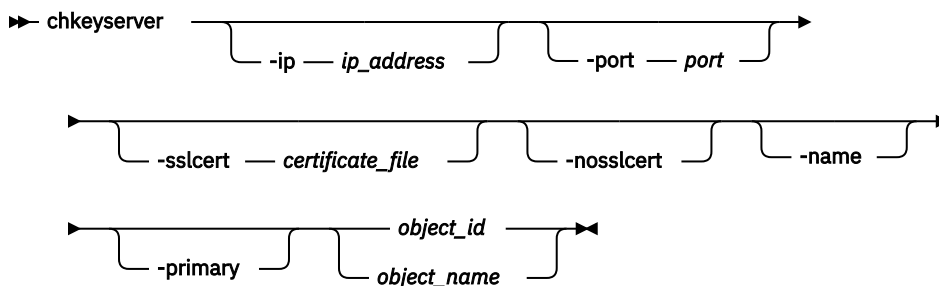 chkeyserver
-ip ip_address -port port
-sslcert certificate_file -nosslcert -name
object_id
-primary
object_name